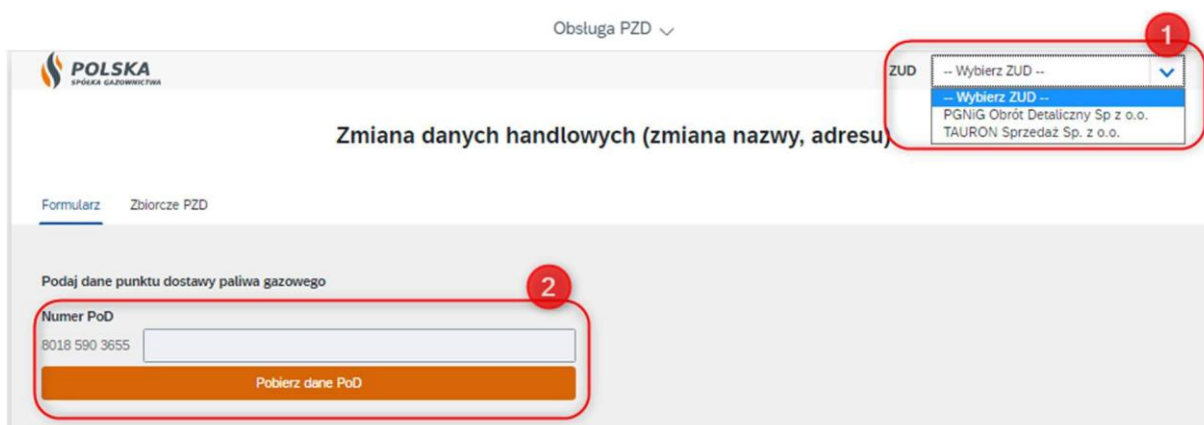 Obsługa PZD
1
POLSKA
SPÓŁKA GAZOWNICTWA
ZUD
-- Wybierz ZUD --
-- Wybierz ZUD --
PGNiG Obrót Detaliczny Sp z o.o.
TAURON Sprzedaż Sp. z o.o.
Zmiana danych handlowych (zmiana nazwy, adresu)
Formularz Zbiorcze PZD
Podaj dane punktu dostawy paliwa gazowego
2
Numer PoD
8018 590 3655
Pobierz dane PoD